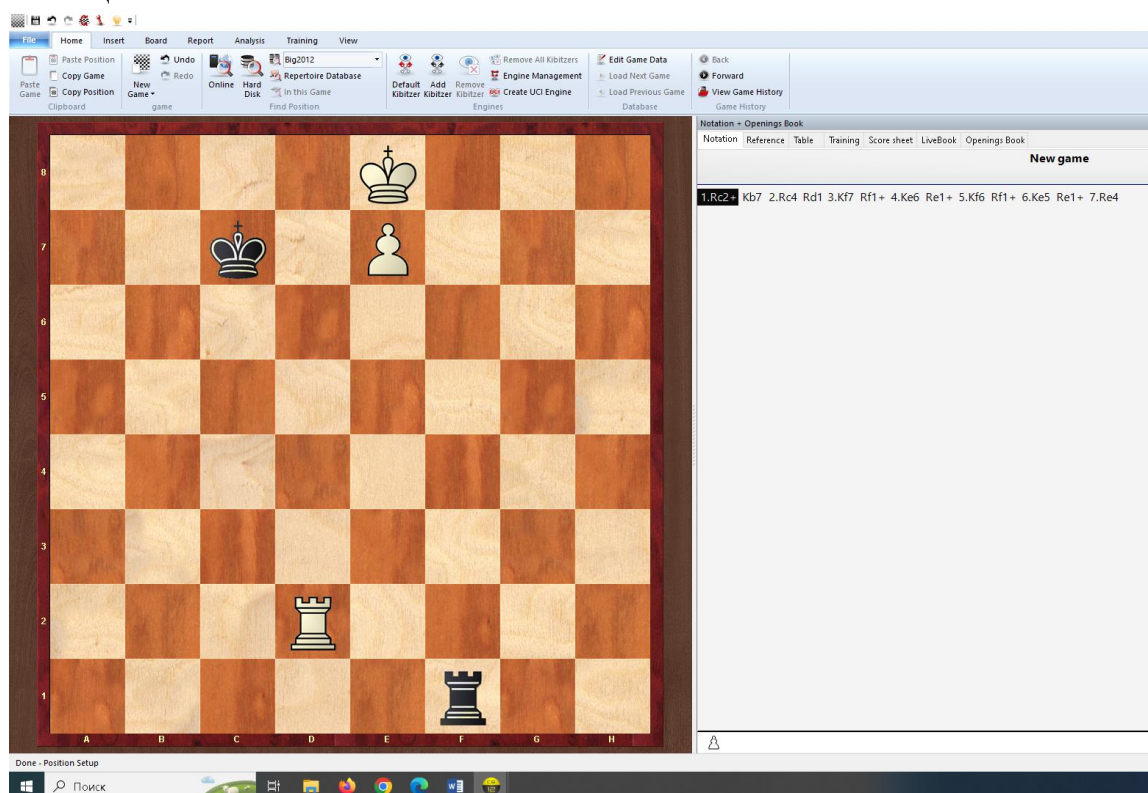 File Home Insert Board Report Analysis Training View
Paste Game
Paste Position
Copy Game
Copy Position
Clipboard
New Game
Undo
Redo
game
Online
Hard Disk
Big2012
Repertoire Database
In this Game
Find Position
Default Kibitzer
Add Kibitzer
Remove Kibitzer
Remove All Kibitzers
Engine Management
Create UCI Engine
Engines
Edit Game Data
Load Next Game
Load Previous Game
Database
Back
Forward
View Game History
Game History
Notation + Openings Book
Notation Reference Table Training Score sheet LiveBook Openings Book
New game
1.Rc2+ Kb7 2.Rc4 Rd1 3.Kf7 Rf1+ 4.Ke6 Re1+ 5.Kf6 Rf1+ 6.Ke5 Re1+ 7.Re4
8
7
6
5
4
3
2
1
A B C D E F G H
Done - Position Setup
Поиск